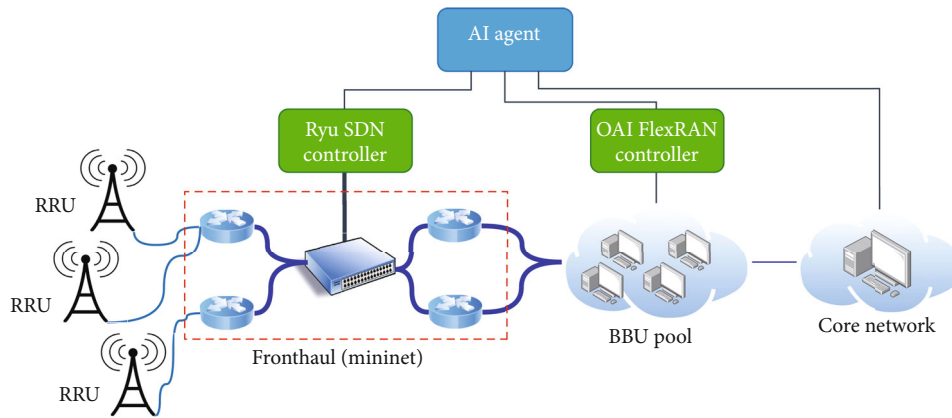 AI agent
Ryu SDN
controller
OAI FlexRAN
controller
RRU
RRU
RRU
Fronthaul (mininet)
BBU pool
Core network